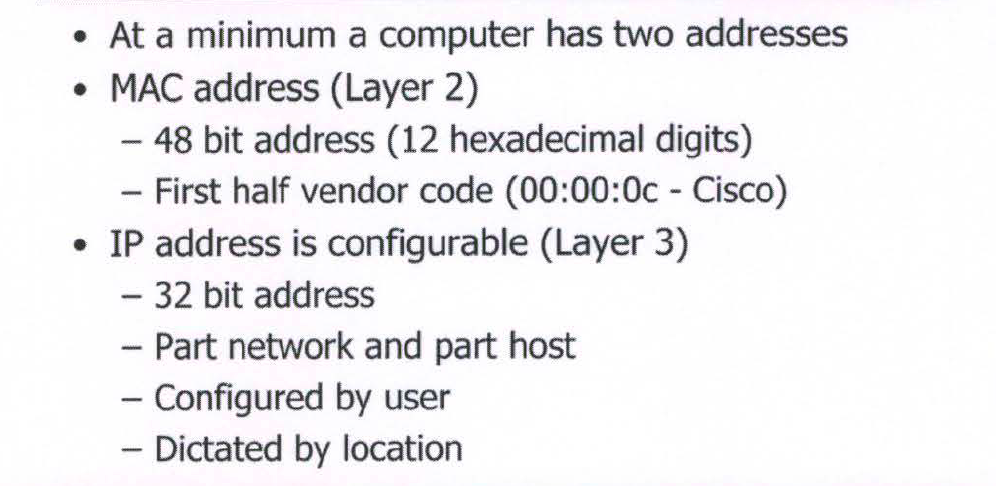 • At a minimum a computer has two addresses
• MAC address (Layer 2)
– 48 bit address (12 hexadecimal digits)
– First half vendor code (00:00:0c - Cisco)
• IP address is configurable (Layer 3)
– 32 bit address
– Part network and part host
– Configured by user
– Dictated by location